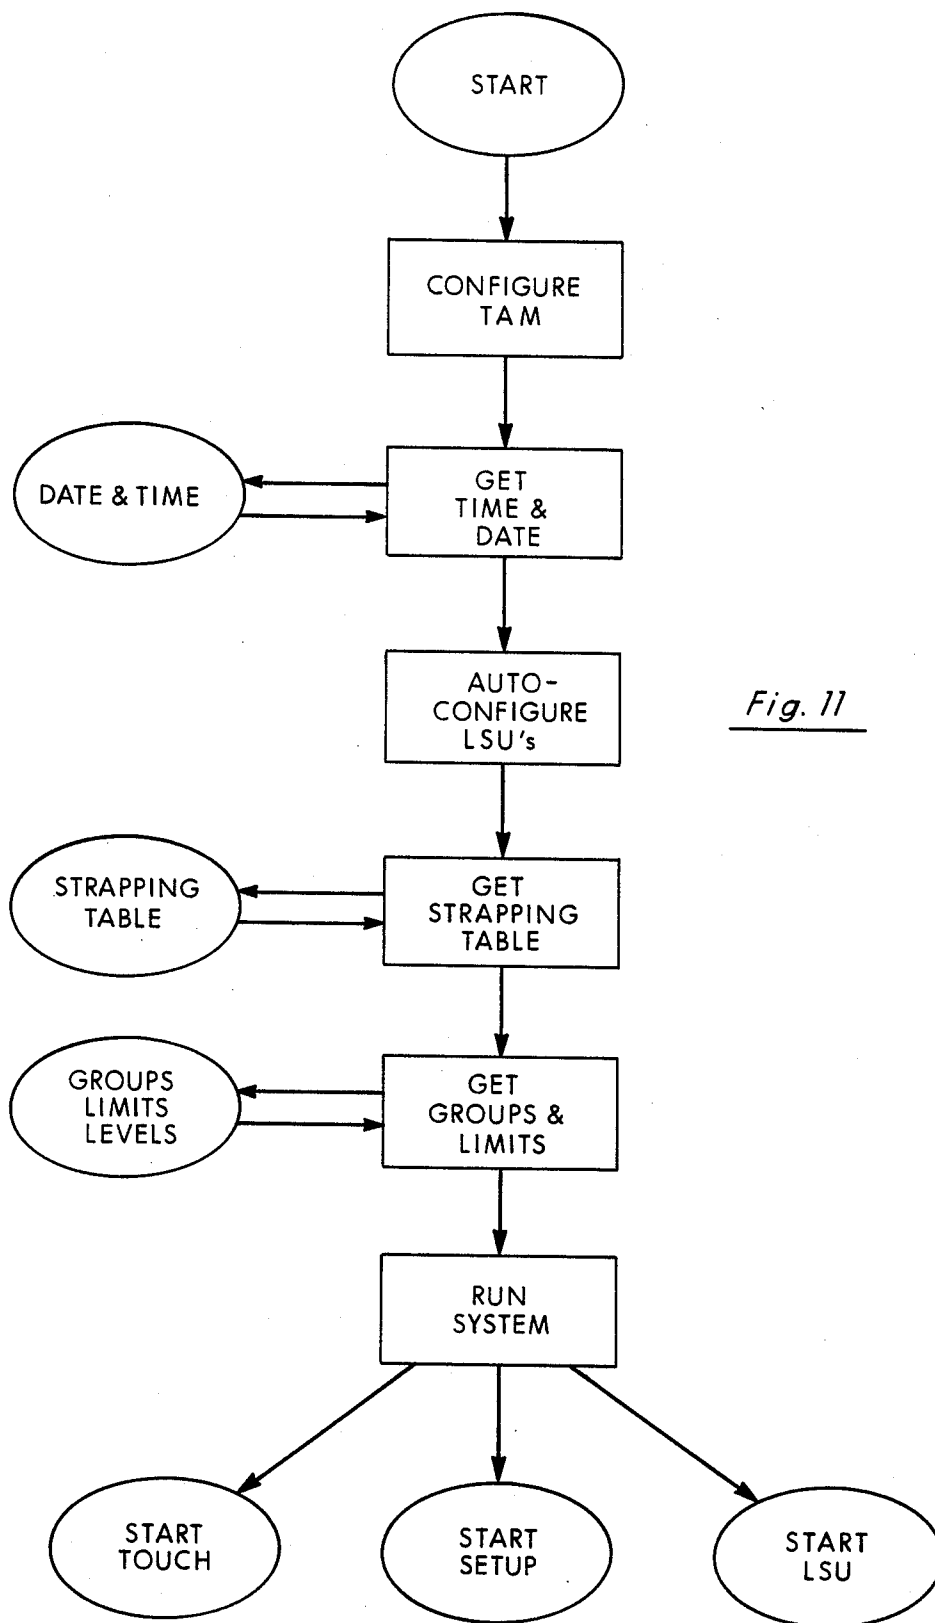 START
CONFIGURE
TAM
DATE & TIME
GET
TIME &
DATE
AUTO-
CONFIGURE
LSU's
Fig. 11
STRAPPING
TABLE
GET
STRAPPING
TABLE
GROUPS
LIMITS
LEVELS
GET
GROUPS &
LIMITS
RUN
SYSTEM
START
TOUCH
START
SETUP
START
LSU